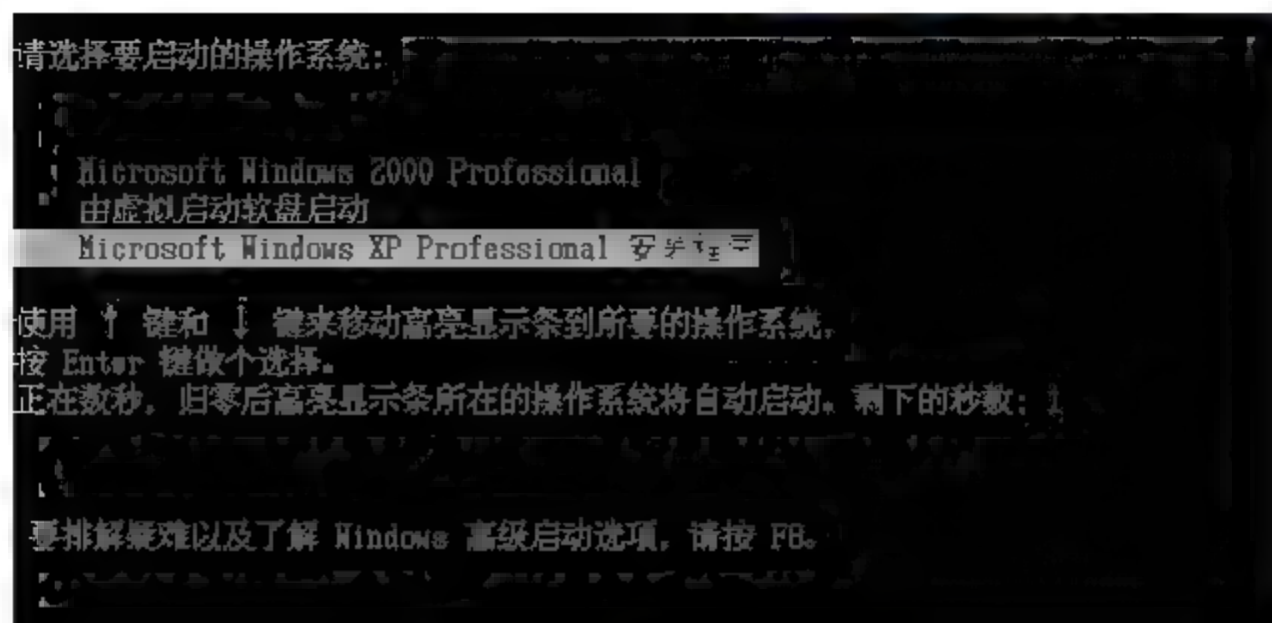 请选择要启动的操作系统:
Microsoft Windows 2000 Professional
由虚拟启动软盘启动
Microsoft Windows XP Professional
使用 ↑ 键和 ↓ 键来移动高亮显示条到所要的操作系统,
按 Enter 键做个选择。
正在数秒, 归零后高亮显示条所在的操作系统将自动启动。剩下的秒数: 1
要排解疑难以及了解 Windows 高级启动选项, 请按 F8。